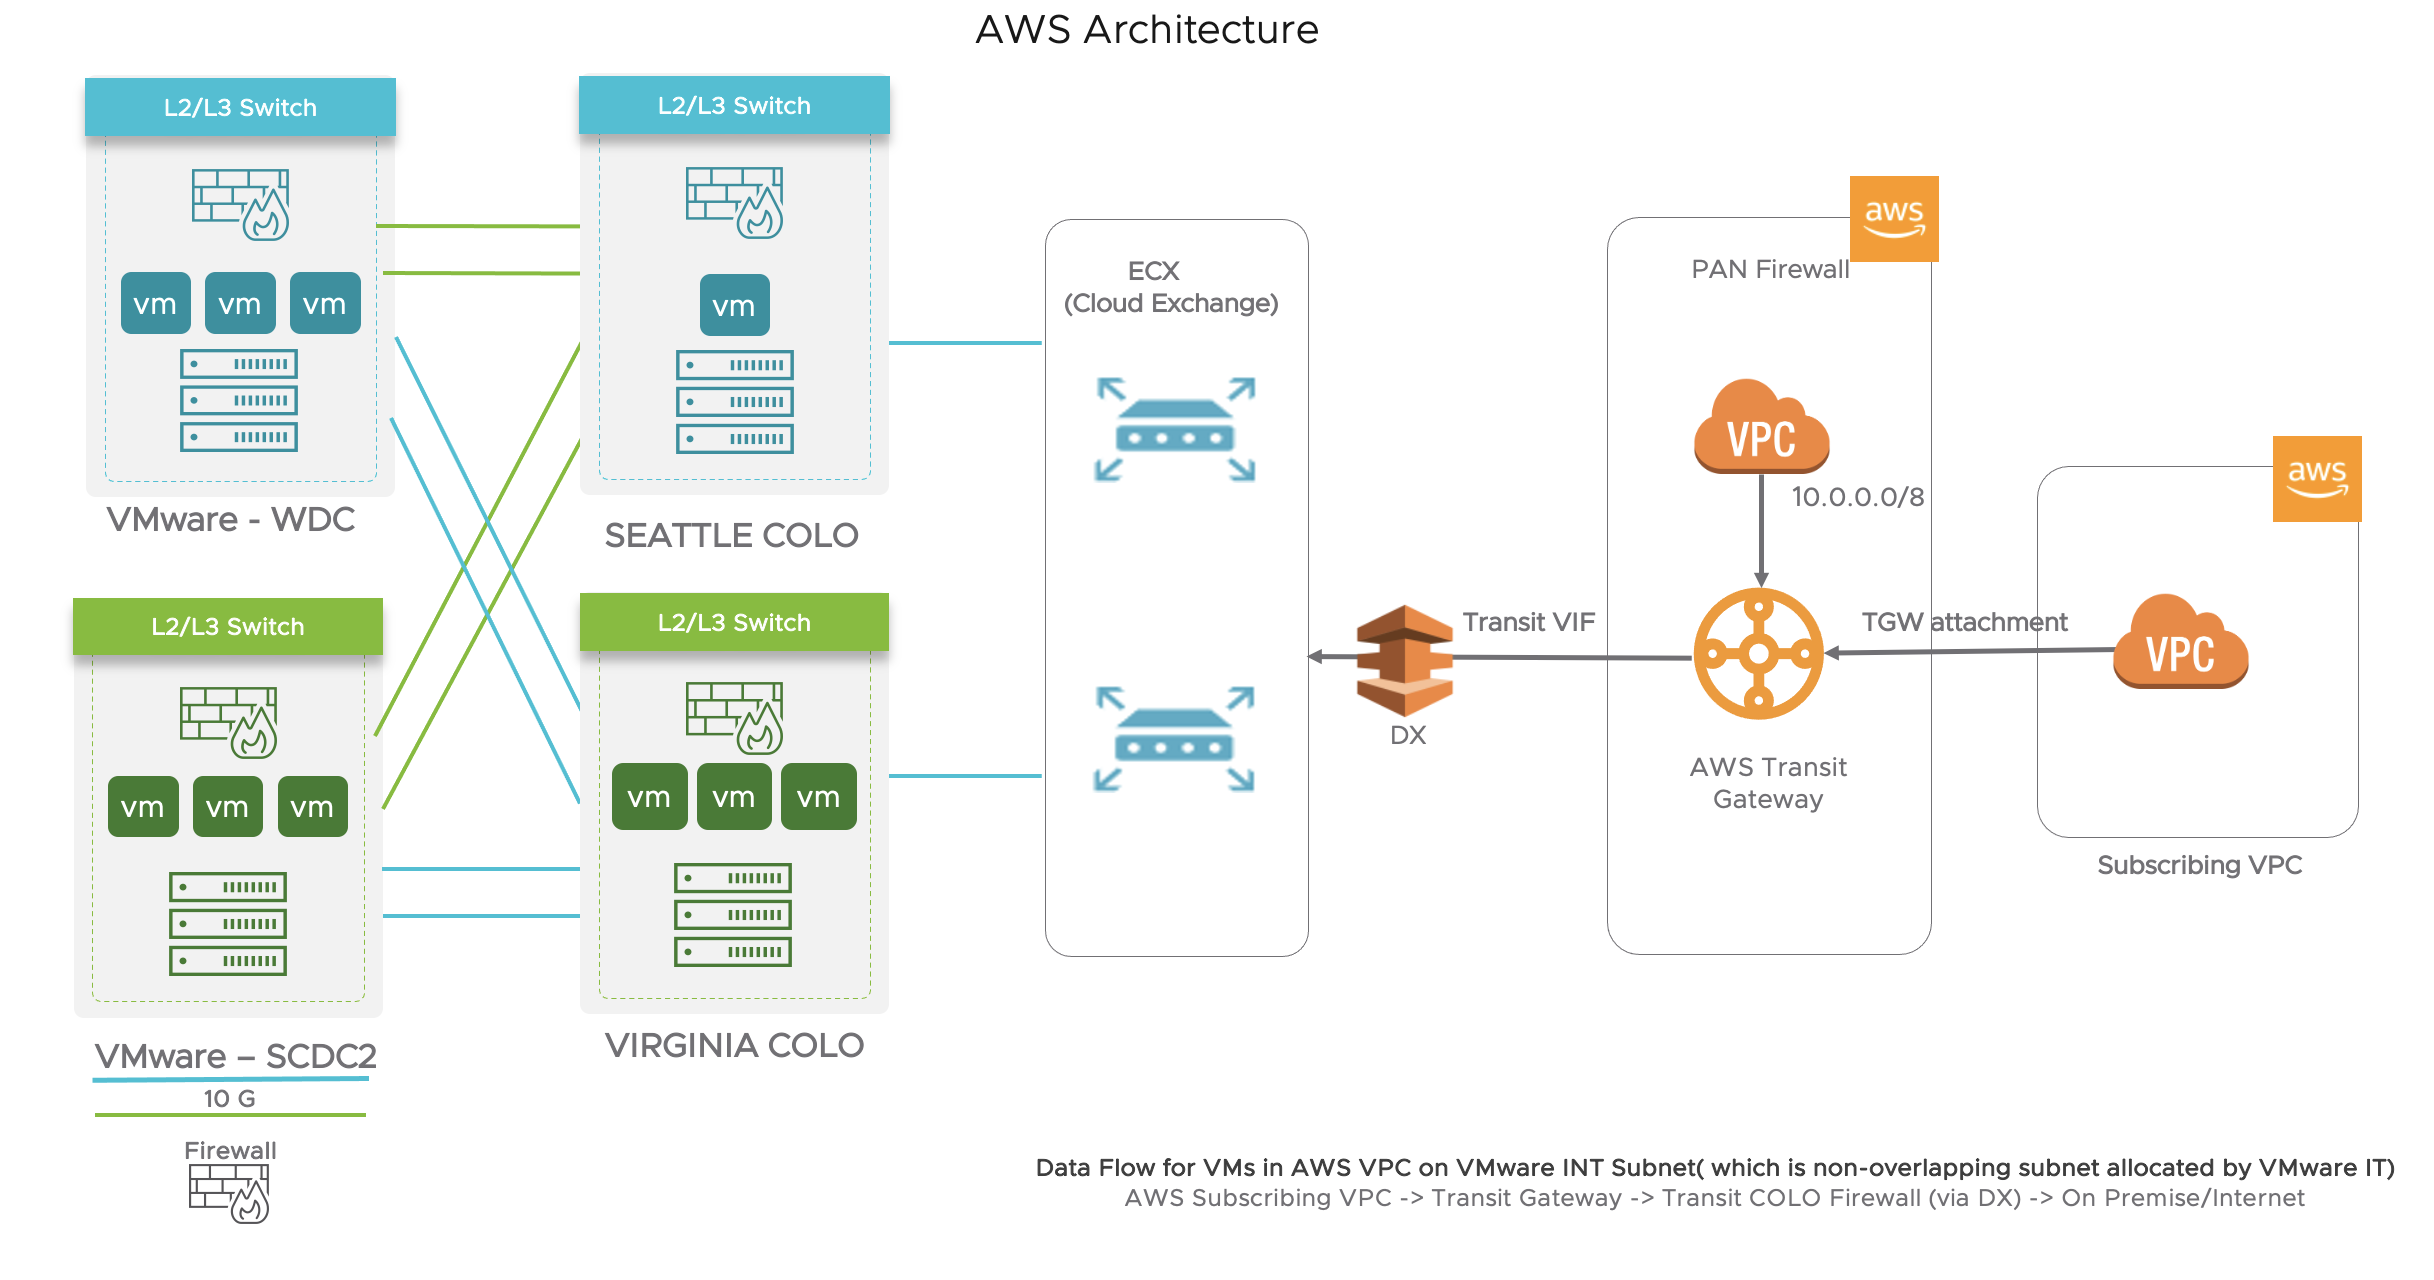 AWS Architecture
L2/L3 Switch
vm vm vm
VMware - WDC
L2/L3 Switch
vm
SEATTLE COLO
L2/L3 Switch
vm vm vm
VMware – SCDC2
10 G
Firewall
L2/L3 Switch
vm vm vm
VIRGINIA COLO
ECX
(Cloud Exchange)
DX
Transit VIF
aws
PAN Firewall
VPC
10.0.0.0/8
AWS Transit
Gateway
TGW attachment
aws
VPC
Subscribing VPC
Data Flow for VMs in AWS VPC on VMware INT Subnet( which is non-overlapping subnet allocated by VMware IT)
AWS Subscribing VPC -> Transit Gateway -> Transit COLO Firewall (via DX) -> On Premise/Internet